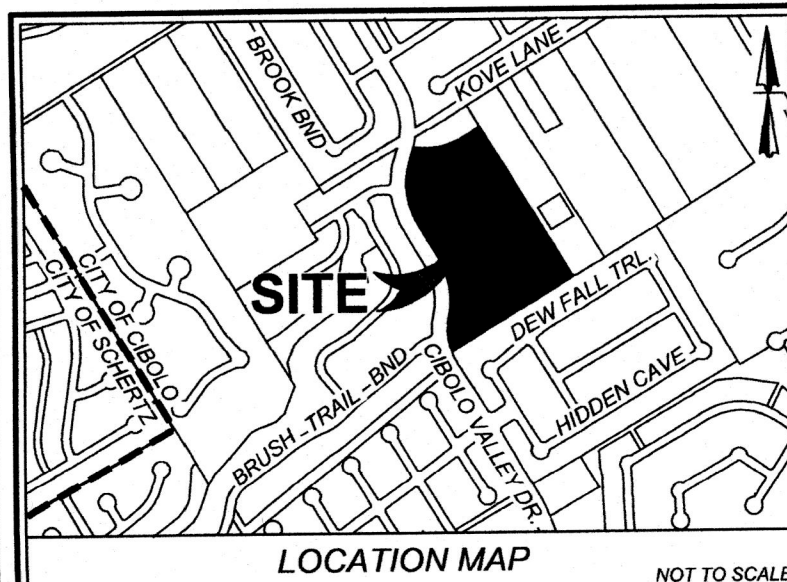 BROOK BND
KOVE LANE
CITY OF CIBOLO
CITY OF SCHERTZ
SITE
DEW FALL TRL.
BRUSH TRAIL BND
CIBOLO VALLEY DR.
HIDDEN CAVE
LOCATION MAP
NOT TO SCALE